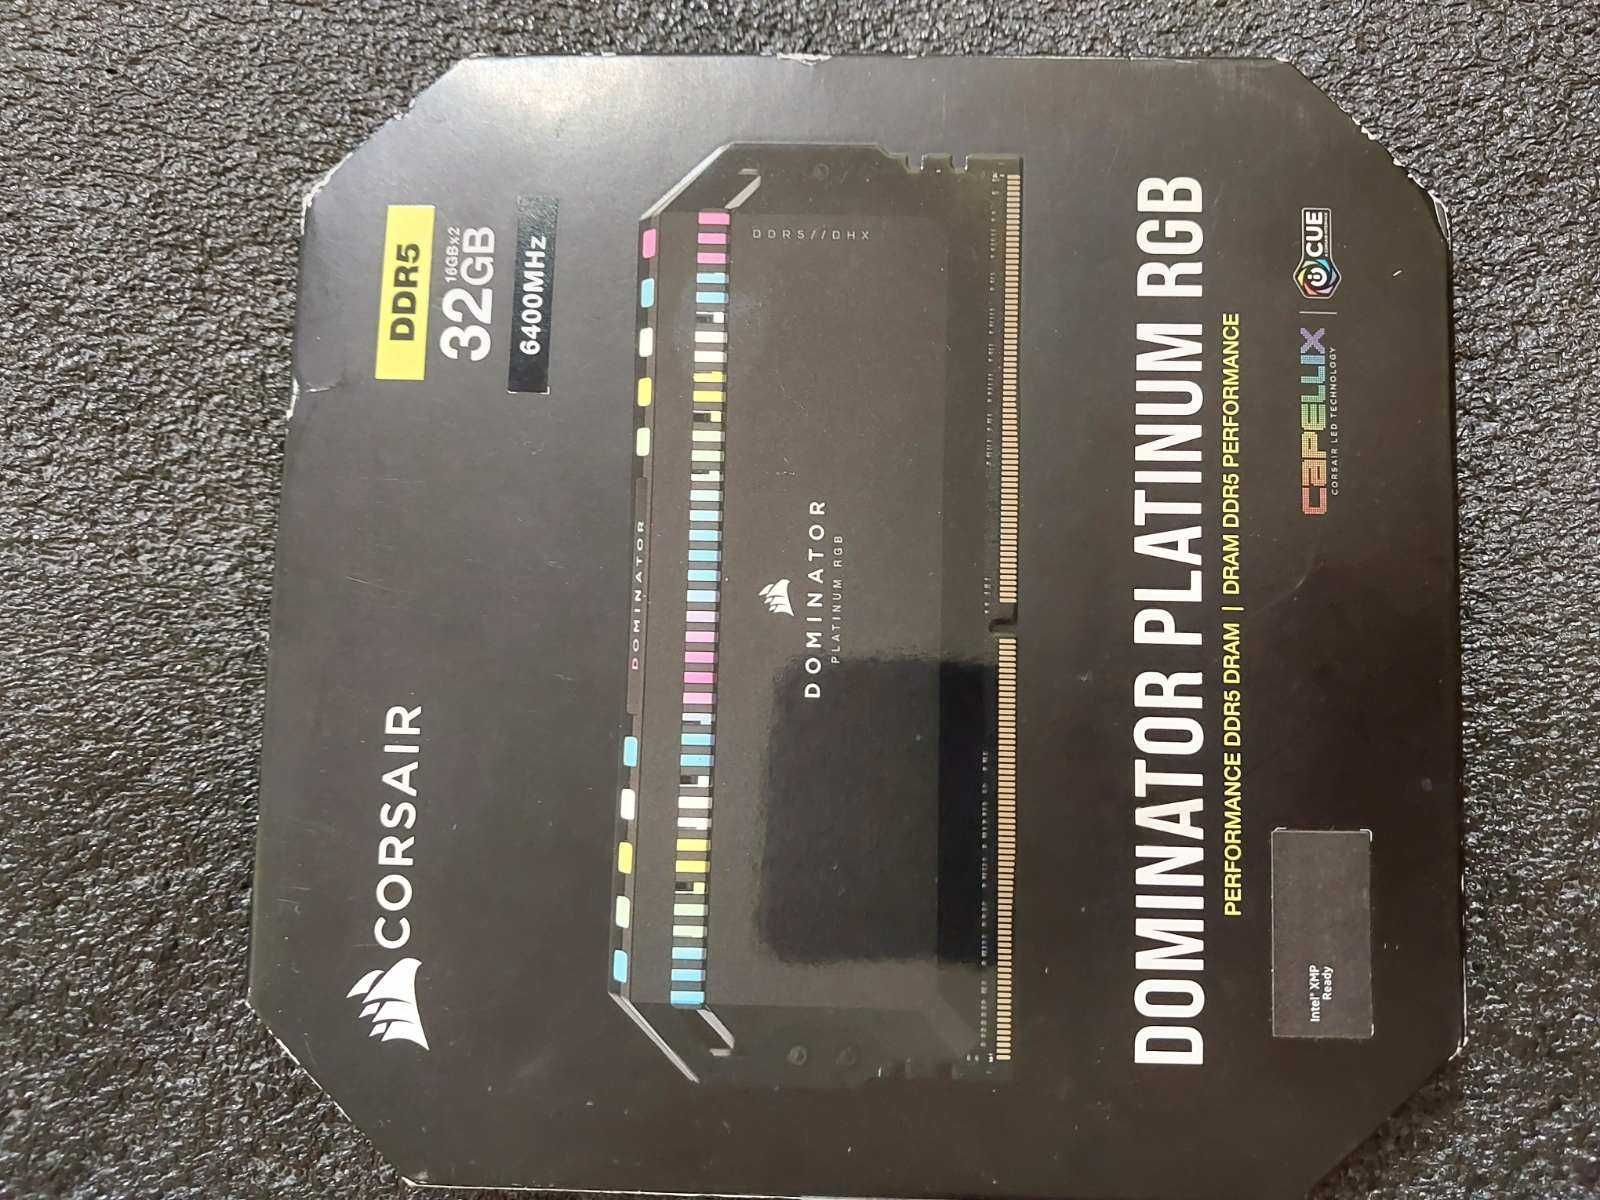 CORSAIR
DDR5
16GBx2
32GB
6400MHz
DOMINATOR
DDR5//DHX
DOMINATOR
PLATINUM RGB
DOMINATOR PLATINUM RGB
PERFORMANCE DDR5 DRAM | DRAM DDR5 PERFORMANCE
Intel® XMP
Ready
CAPELLIX
CORSAIR LED TECHNOLOGY
iCUE